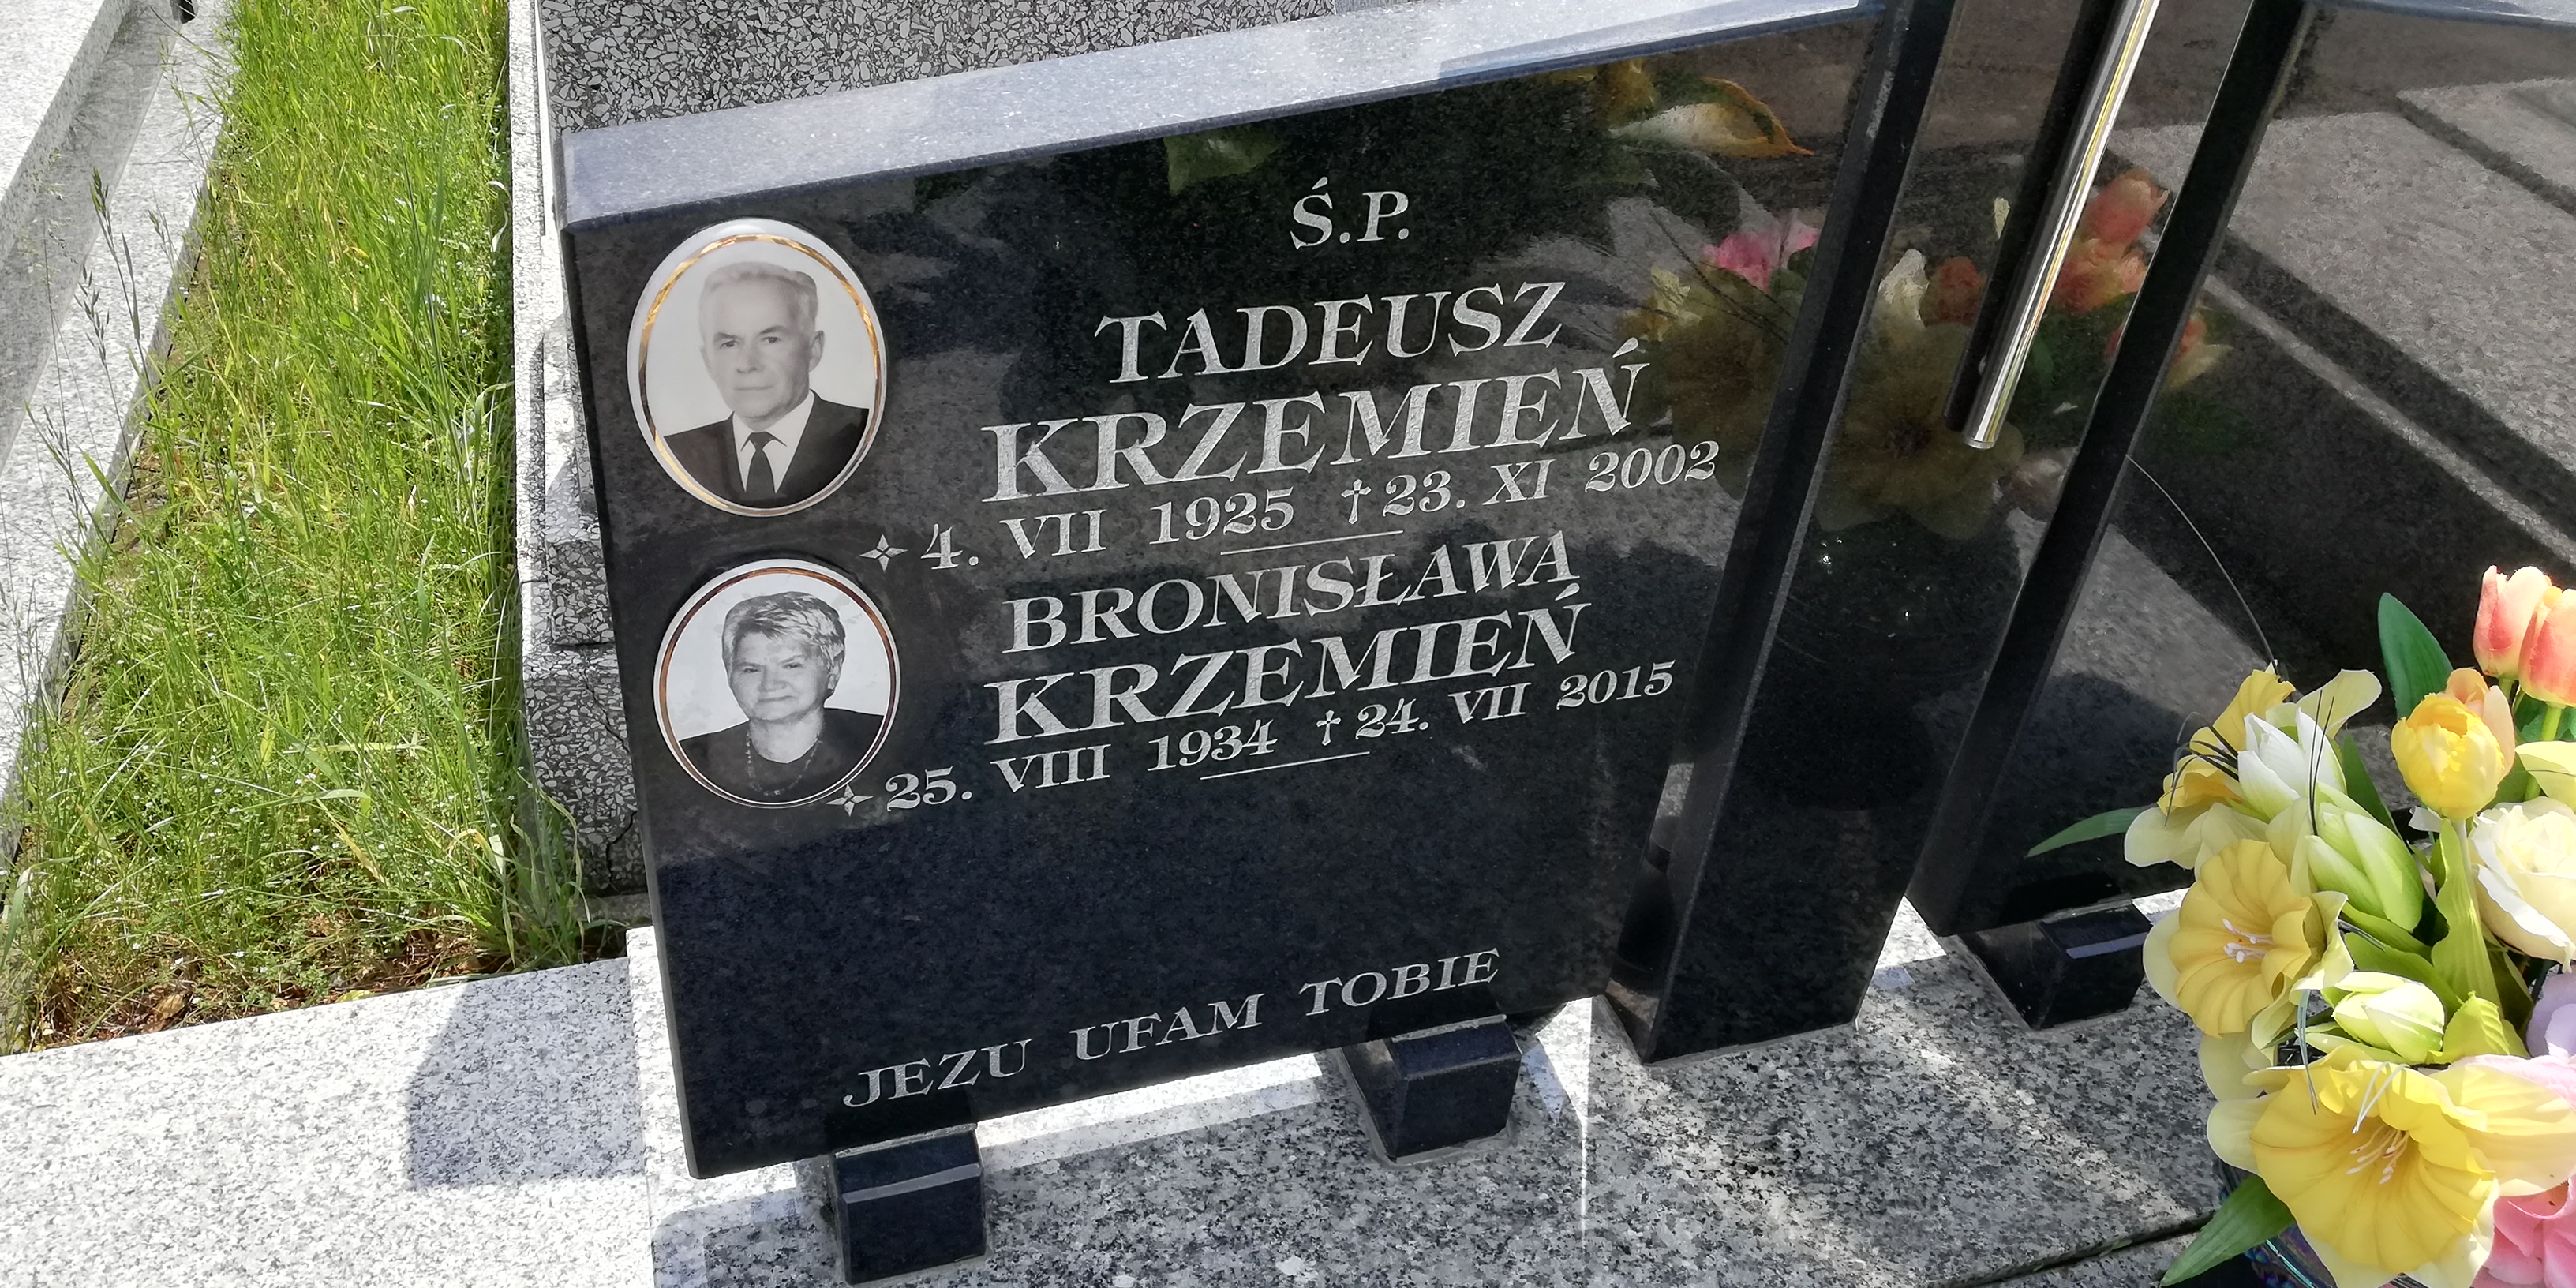 Ś.P.
TADEUSZ
KRZEMIEŃ
✧ 4. VII 1925 † 23. XI 2002
BRONISŁAWA
KRZEMIEŃ
✧ 25. VIII 1934 † 24. VII 2015
JEZU UFAM TOBIE